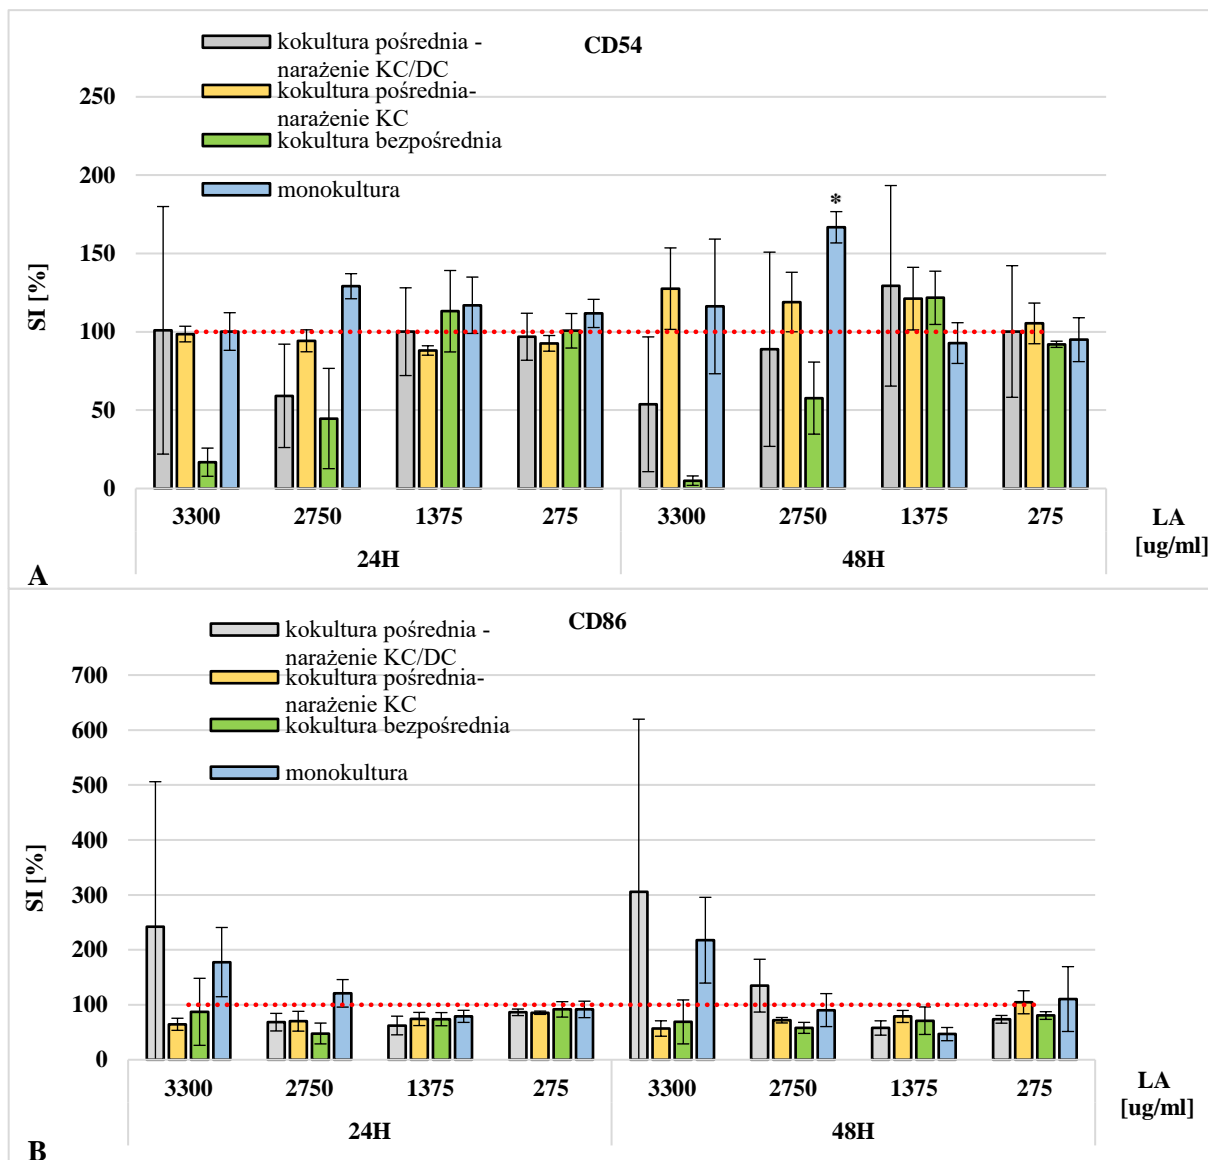 CD54
kokultura pośrednia -
narażenie KC/DC
kokultura pośrednia-
narażenie KC
kokultura bezpośrednia
monokultura
SI [%]
250
200
150
100
50
0
*
3300 2750 1375 275 3300 2750 1375 275
24H 48H
LA
[ug/ml]
A
CD86
kokultura pośrednia -
narażenie KC/DC
kokultura pośrednia-
narażenie KC
kokultura bezpośrednia
monokultura
SI [%]
700
600
500
400
300
200
100
0
3300 2750 1375 275 3300 2750 1375 275
24H 48H
LA
[ug/ml]
B